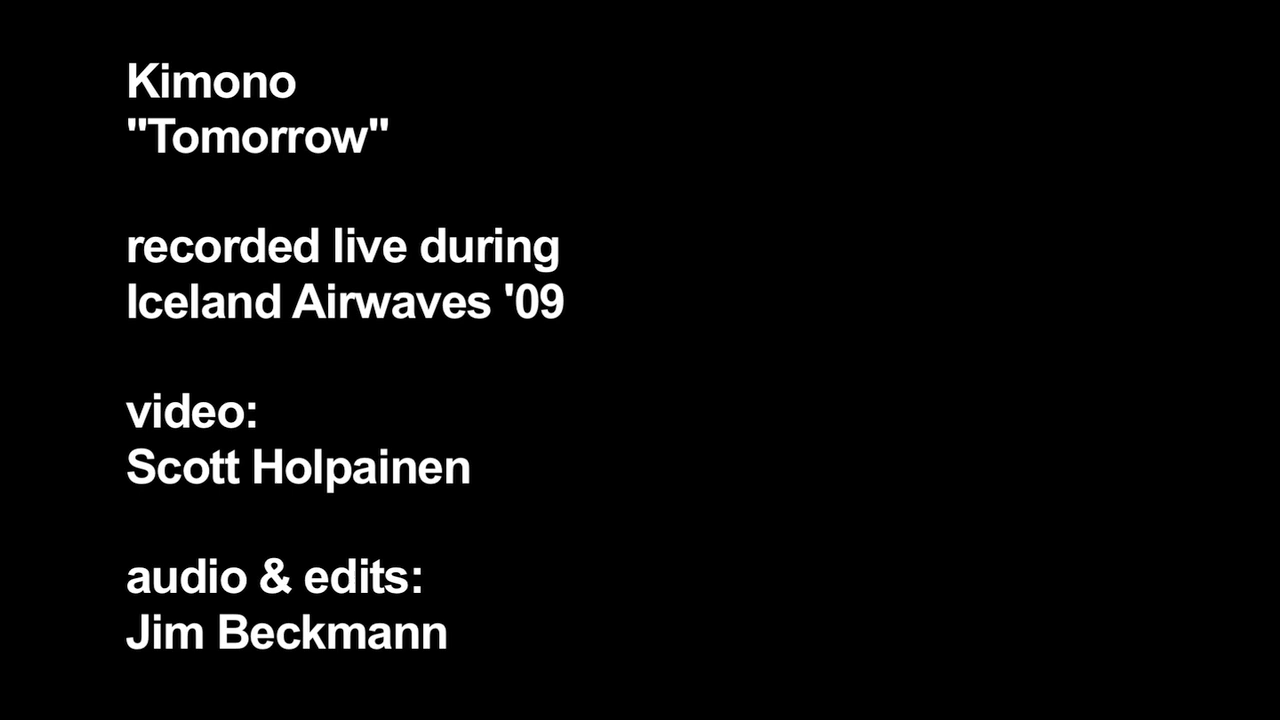 Kimono
"Tomorrow"
recorded live during
Iceland Airwaves '09
video:
Scott Holpainen
audio & edits:
Jim Beckmann